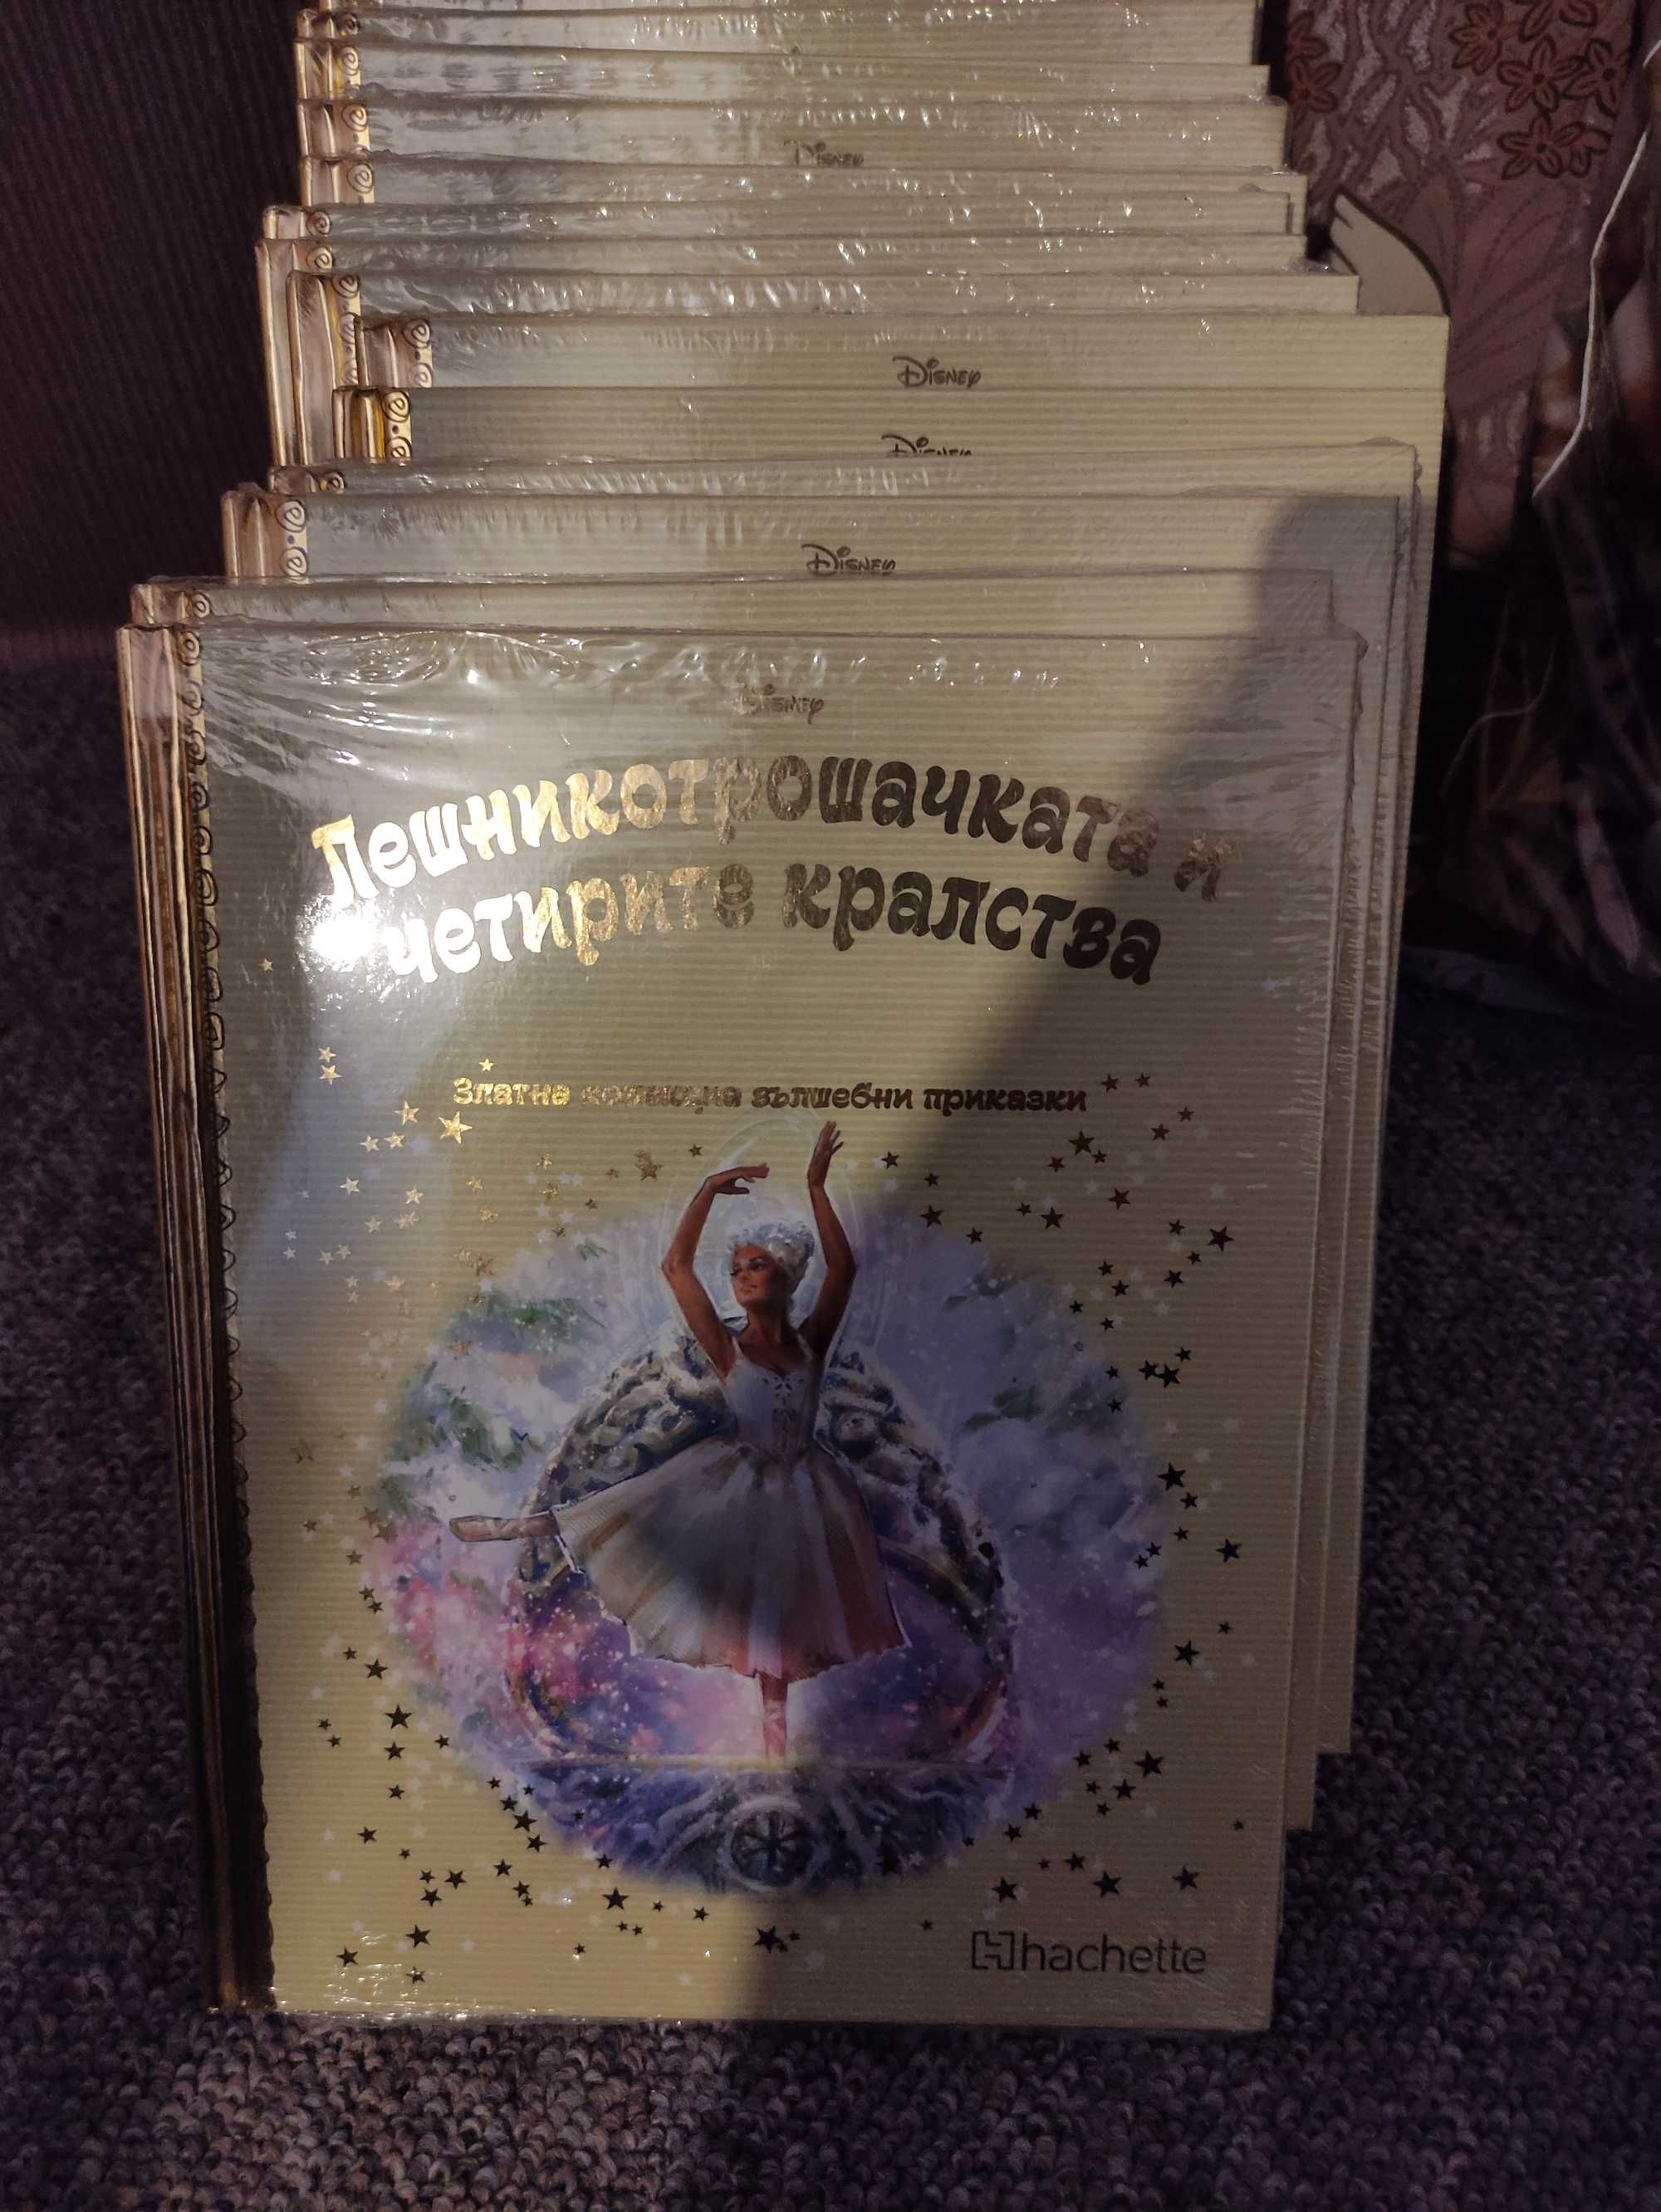 Disney
Disney
Disney
Disney
Disney
Лешникотрошачката и
четирите кралства
Златна колекция вълшебни приказки
hachette